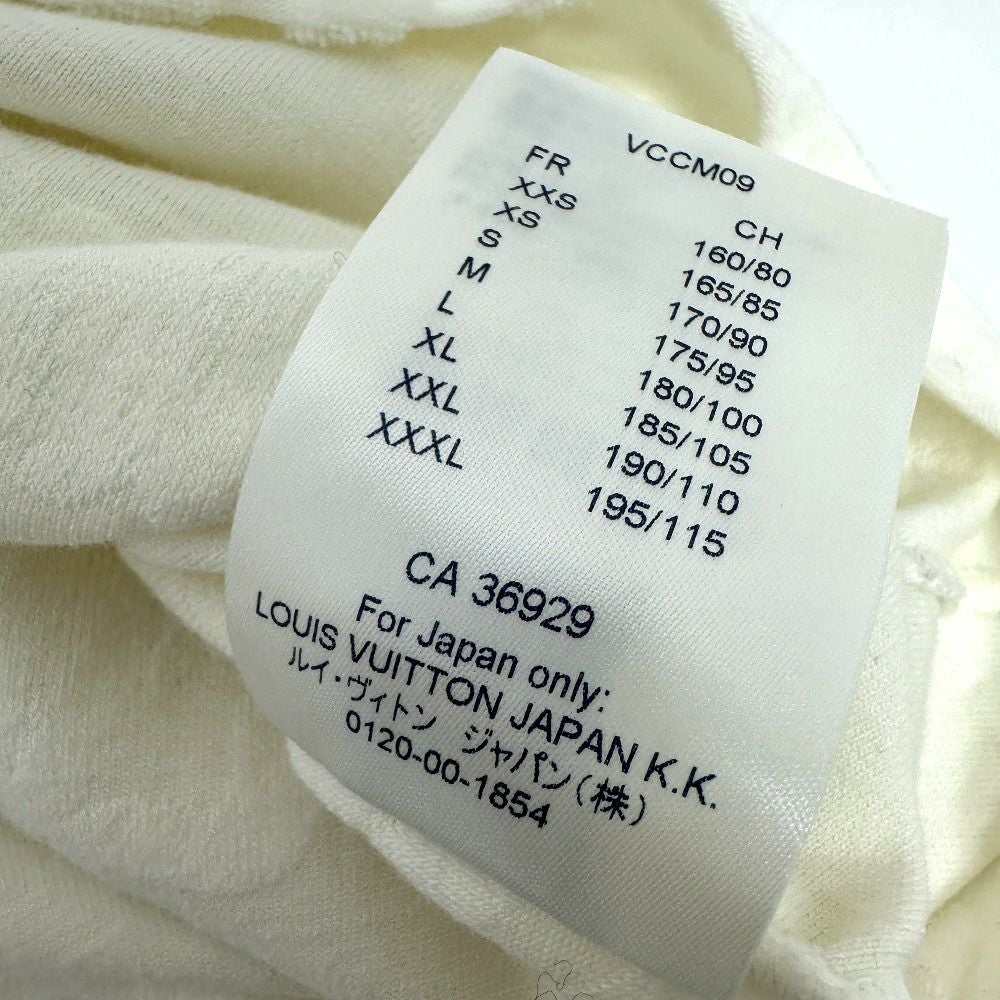 VCCM09
FR CH
XXS 160/80
XS 165/85
S 170/90
M 175/95
L 180/100
XL 185/105
XXL 190/110
XXXL 195/115
CA 36929
For Japan only:
LOUIS VUITTON JAPAN K.K.
ルイ・ヴィトン ジャパン(株)
0120-00-1854